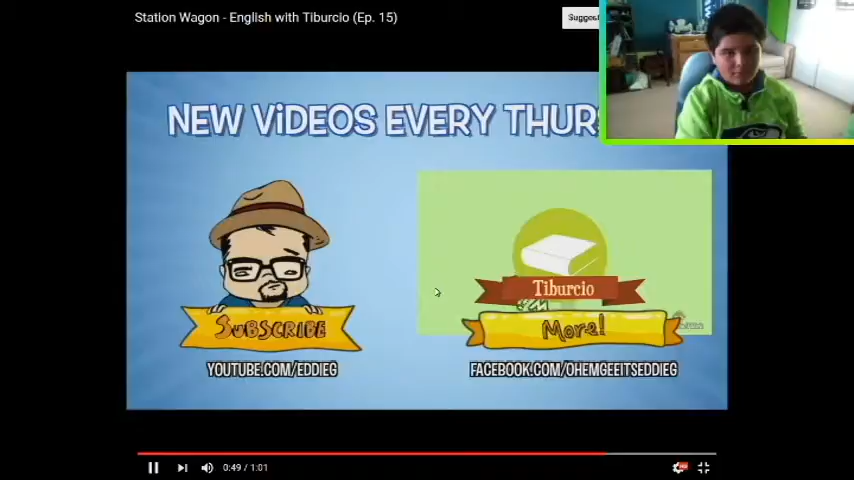 Station Wagon - English with Tiburcio (Ep. 15)
Suggest
NEW ViDEOS EVERY THURS
Tiburcio
SUBSCRIBE
More!
YOUTUBE.COM/EDDIEG
FACEBOOK.COM/OHEMGEEITSEDDIEG
0:49 / 1:01